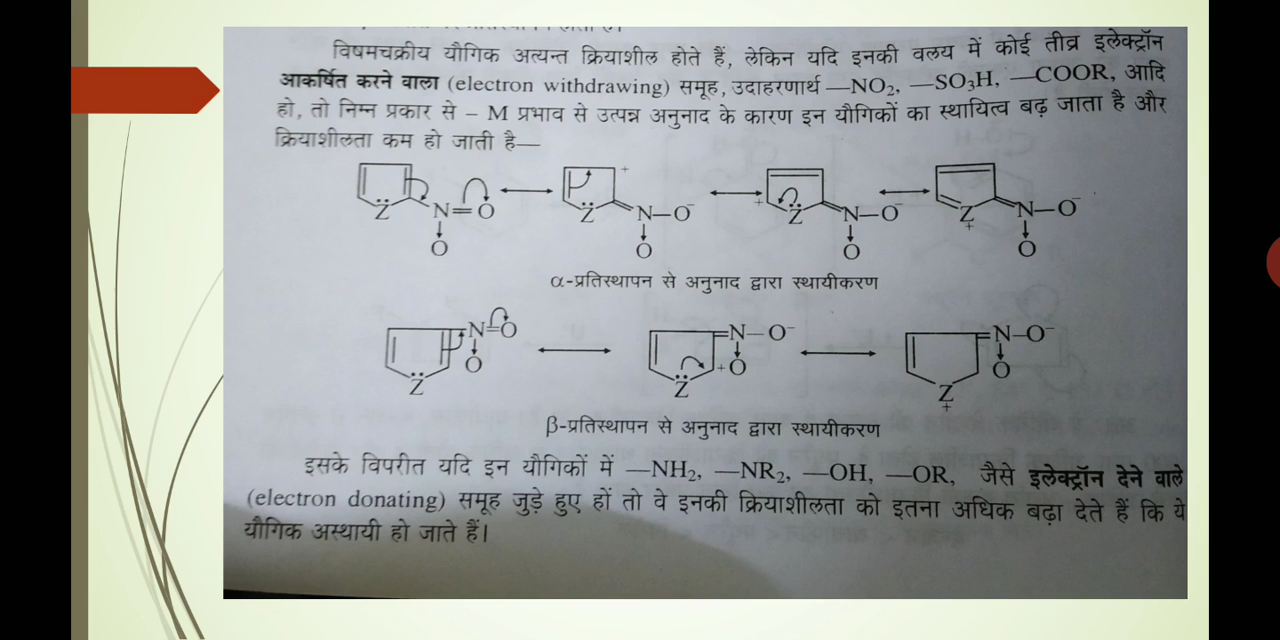 विषमचक्रीय यौगिक अत्यन्त क्रियाशील होते हैं, लेकिन यदि इनकी वलय में कोई तीव्र इलेक्ट्रॉन
आकर्षित करने वाला (electron withdrawing) समूह, उदाहरणार्थ —NO₂, —SO₃H, —COOR, आदि
हो, तो निम्न प्रकार से – M प्रभाव से उत्पन्न अनुनाद के कारण इन यौगिकों का स्थायित्व बढ़ जाता है और
क्रियाशीलता कम हो जाती है—
Z̈ N=O ↔ + Z̈ N—O⁻ ↔ + Z̈ N—O⁻ ↔ Z + N—O⁻
O O O O
α-प्रतिस्थापन से अनुनाद द्वारा स्थायीकरण
N=O ↔ N—O⁻ ↔ N—O⁻
O +O O
Z̈ Z̈ Z
+
β-प्रतिस्थापन से अनुनाद द्वारा स्थायीकरण
इसके विपरीत यदि इन यौगिकों में —NH₂, —NR₂, —OH, —OR, जैसे इलेक्ट्रॉन देने वाले
(electron donating) समूह जुड़े हुए हों तो वे इनकी क्रियाशीलता को इतना अधिक बढ़ा देते हैं कि ये
यौगिक अस्थायी हो जाते हैं।